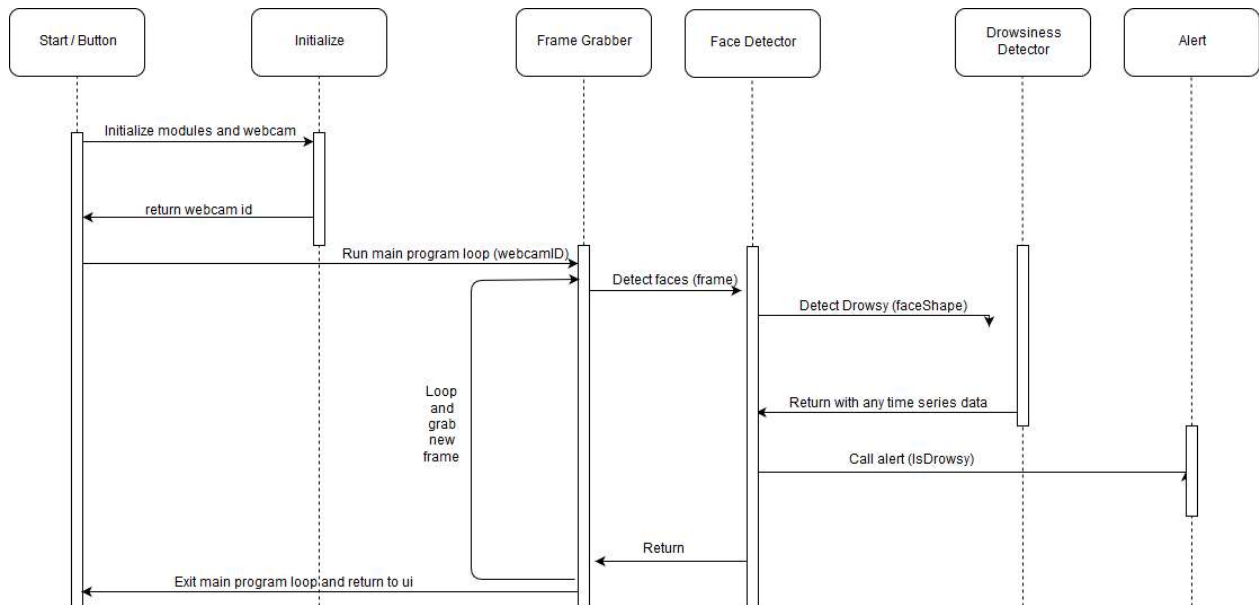 Start / Button
Initialize
Frame Grabber
Face Detector
Drowsiness
Detector
Alert
Initialize modules and webcam
return webcam id
Run main program loop (webcamID)
Detect faces (frame)
Detect Drowsy (faceShape)
Loop
and
grab
new
frame
Return with any time series data
Call alert (IsDrowsy)
Return
Exit main program loop and return to ui